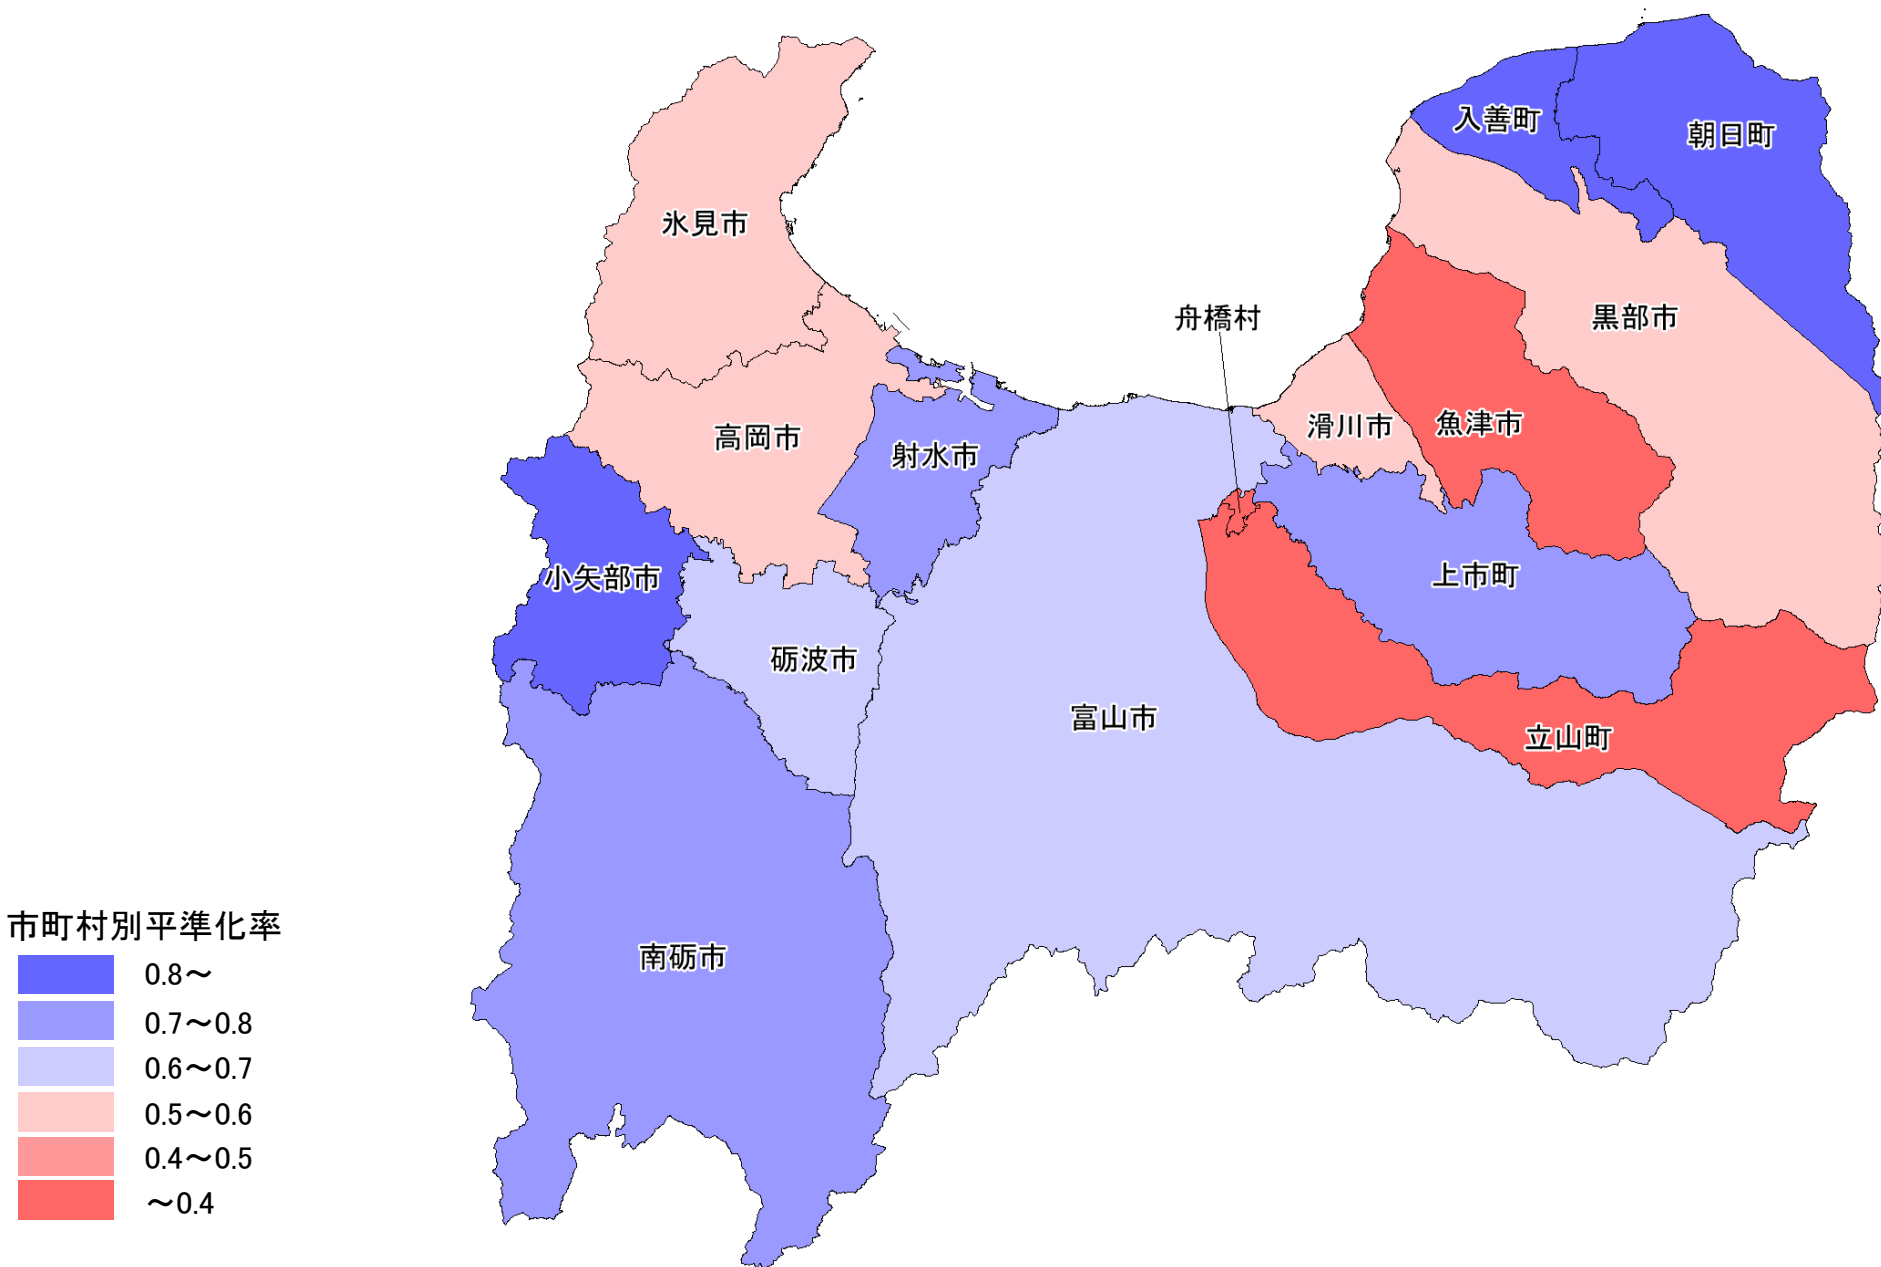 入善町
朝日町
氷見市
舟橋村
黒部市
高岡市
射水市
滑川市
魚津市
小矢部市
上市町
砺波市
富山市
立山町
南砺市
市町村別平準化率
0.8～
0.7～0.8
0.6～0.7
0.5～0.6
0.4～0.5
～0.4